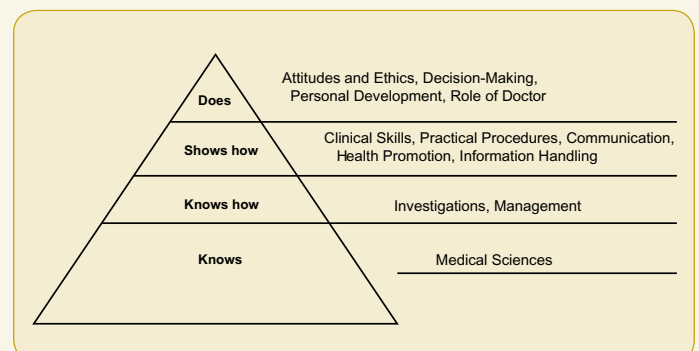 Does
Attitudes and Ethics, Decision-Making,
Personal Development, Role of Doctor
Shows how
Clinical Skills, Practical Procedures, Communication,
Health Promotion, Information Handling
Knows how
Investigations, Management
Knows
Medical Sciences